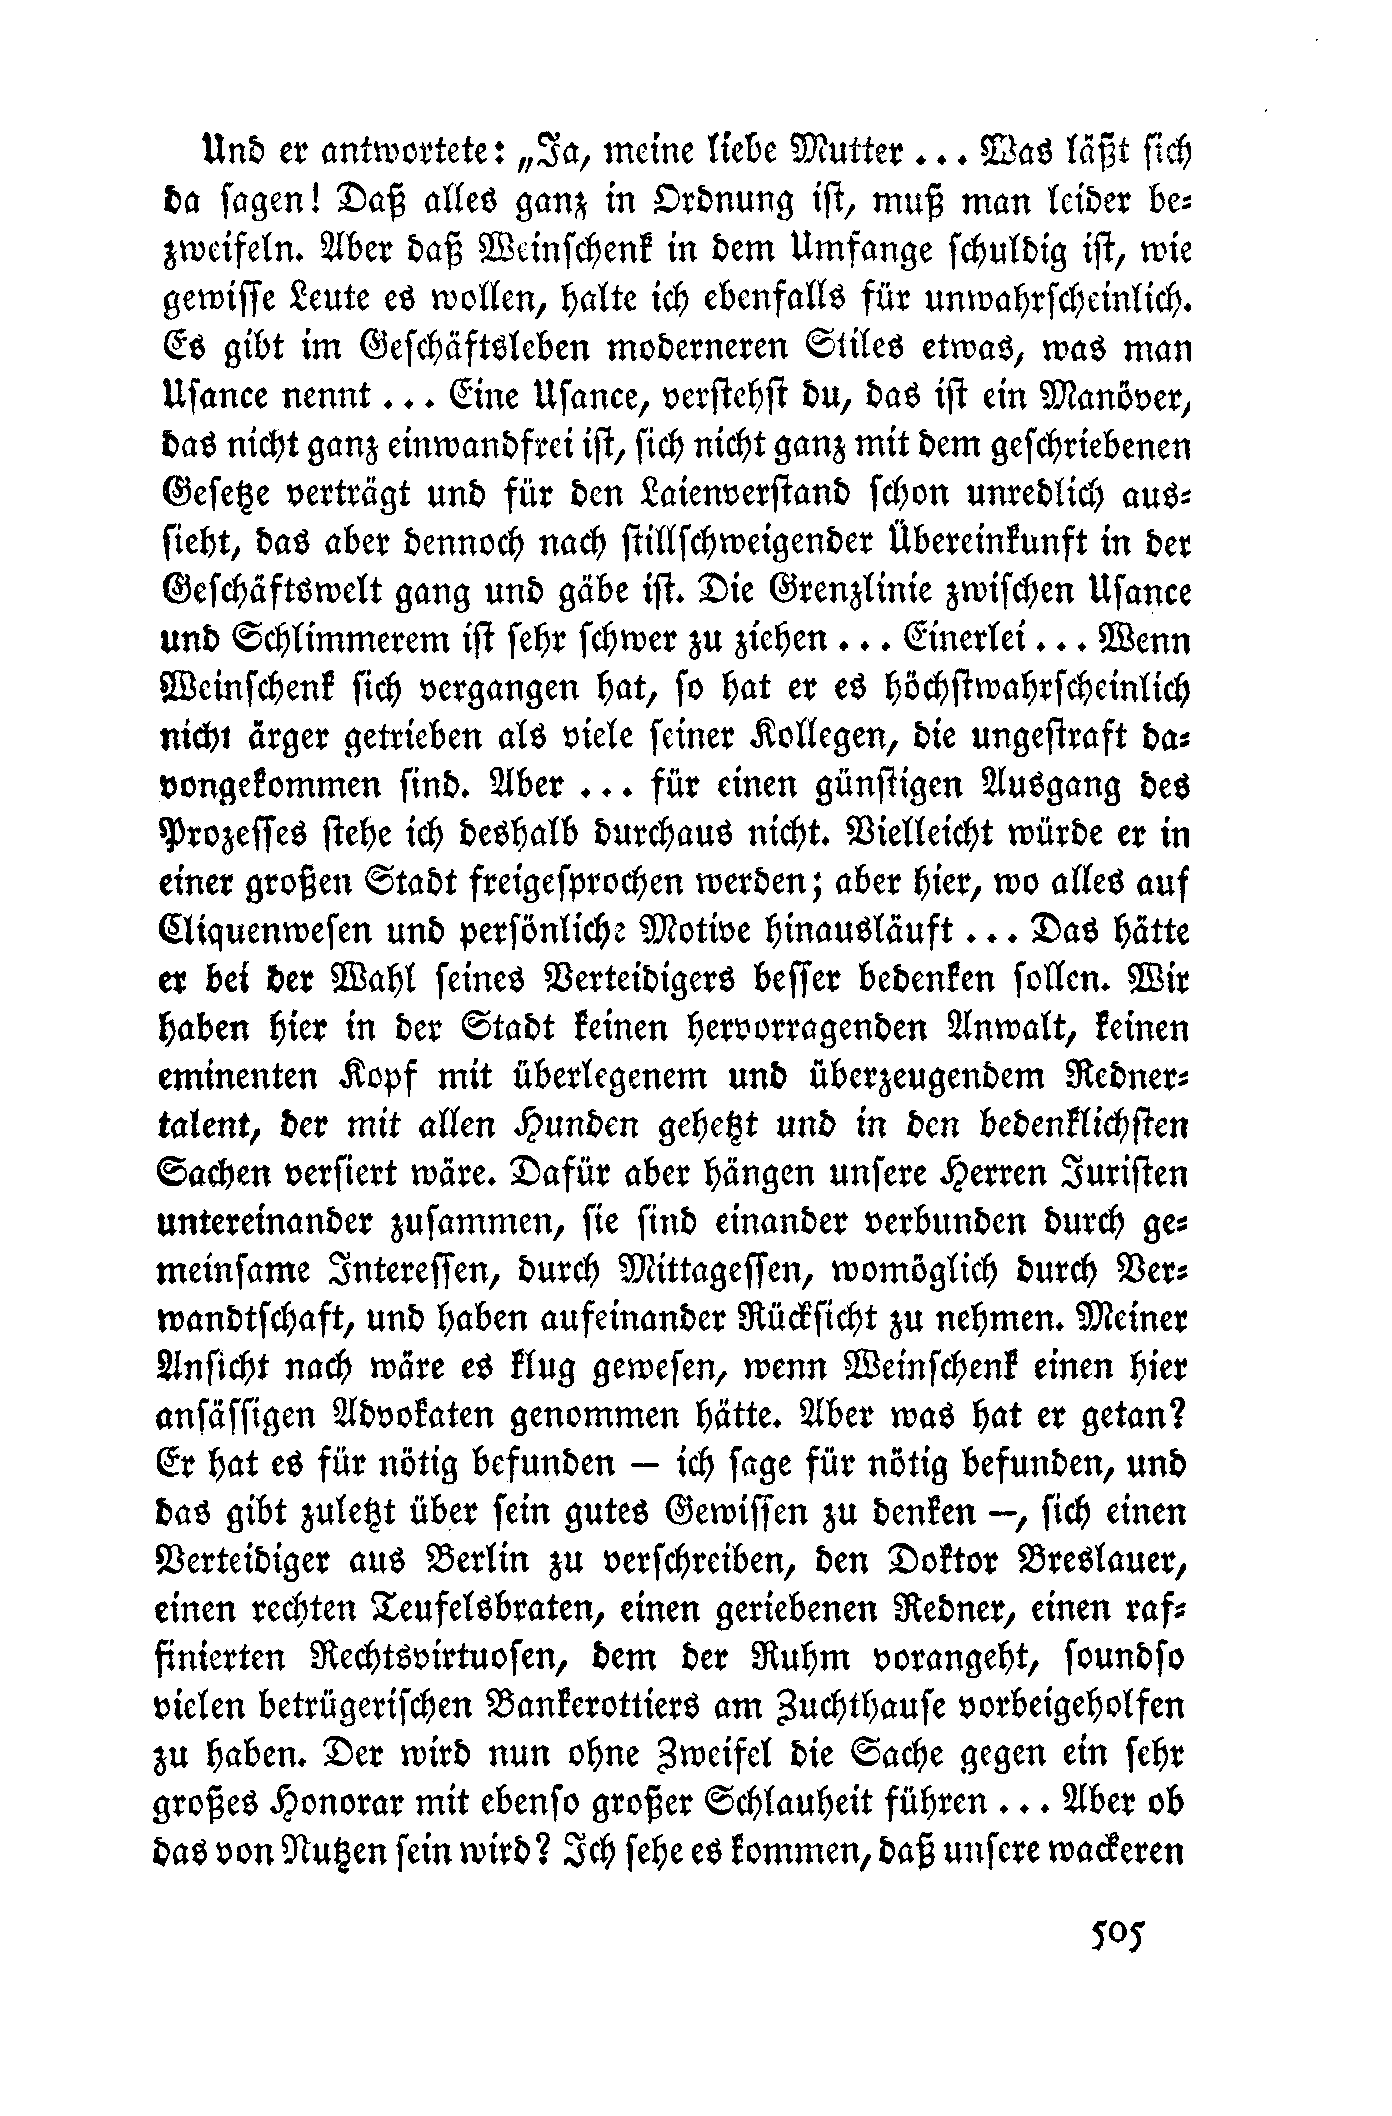 Und er antwortete: „Ja, meine liebe Mutter ... Was läßt sich
da sagen! Daß alles ganz in Ordnung ist, muß man leider be-
zweifeln. Aber daß Weinschenk in dem Umfange schuldig ist, wie
gewisse Leute es wollen, halte ich ebenfalls für unwahrscheinlich.
Es gibt im Geschäftsleben moderneren Stiles etwas, was man
Usance nennt ... Eine Usance, verstehst du, das ist ein Manöver,
das nicht ganz einwandfrei ist, sich nicht ganz mit dem geschriebenen
Gesetze verträgt und für den Laienverstand schon unredlich aus-
sieht, das aber dennoch nach stillschweigender Übereinkunft in der
Geschäftswelt gang und gäbe ist. Die Grenzlinie zwischen Usance
und Schlimmerem ist sehr schwer zu ziehen ... Einerlei ... Wenn
Weinschenk sich vergangen hat, so hat er es höchstwahrscheinlich
nicht ärger getrieben als viele seiner Kollegen, die ungestraft da-
vongekommen sind. Aber ... für einen günstigen Ausgang des
Prozesses stehe ich deshalb durchaus nicht. Vielleicht würde er in
einer großen Stadt freigesprochen werden; aber hier, wo alles auf
Cliquenwesen und persönliche Motive hinausläuft ... Das hätte
er bei der Wahl seines Verteidigers besser bedenken sollen. Wir
haben hier in der Stadt keinen hervorragenden Anwalt, keinen
eminenten Kopf mit überlegenem und überzeugendem Redner-
talent, der mit allen Hunden gehetzt und in den bedenklichsten
Sachen versiert wäre. Dafür aber hängen unsere Herren Juristen
untereinander zusammen, sie sind einander verbunden durch ge-
meinsame Interessen, durch Mittagessen, womöglich durch Ver-
wandtschaft, und haben aufeinander Rücksicht zu nehmen. Meiner
Ansicht nach wäre es klug gewesen, wenn Weinschenk einen hier
ansässigen Advokaten genommen hätte. Aber was hat er getan?
Er hat es für nötig befunden — ich sage für nötig befunden, und
das gibt zuletzt über sein gutes Gewissen zu denken —, sich einen
Verteidiger aus Berlin zu verschreiben, den Doktor Breslauer,
einen rechten Teufelsbraten, einen geriebenen Redner, einen raf-
finierten Rechtsvirtuosen, dem der Ruhm vorangeht, soundso
vielen betrügerischen Bankerottiers am Zuchthause vorbeigeholfen
zu haben. Der wird nun ohne Zweifel die Sache gegen ein sehr
großes Honorar mit ebenso großer Schlauheit führen ... Aber ob
das von Nutzen sein wird? Ich sehe es kommen, daß unsere wackeren
505